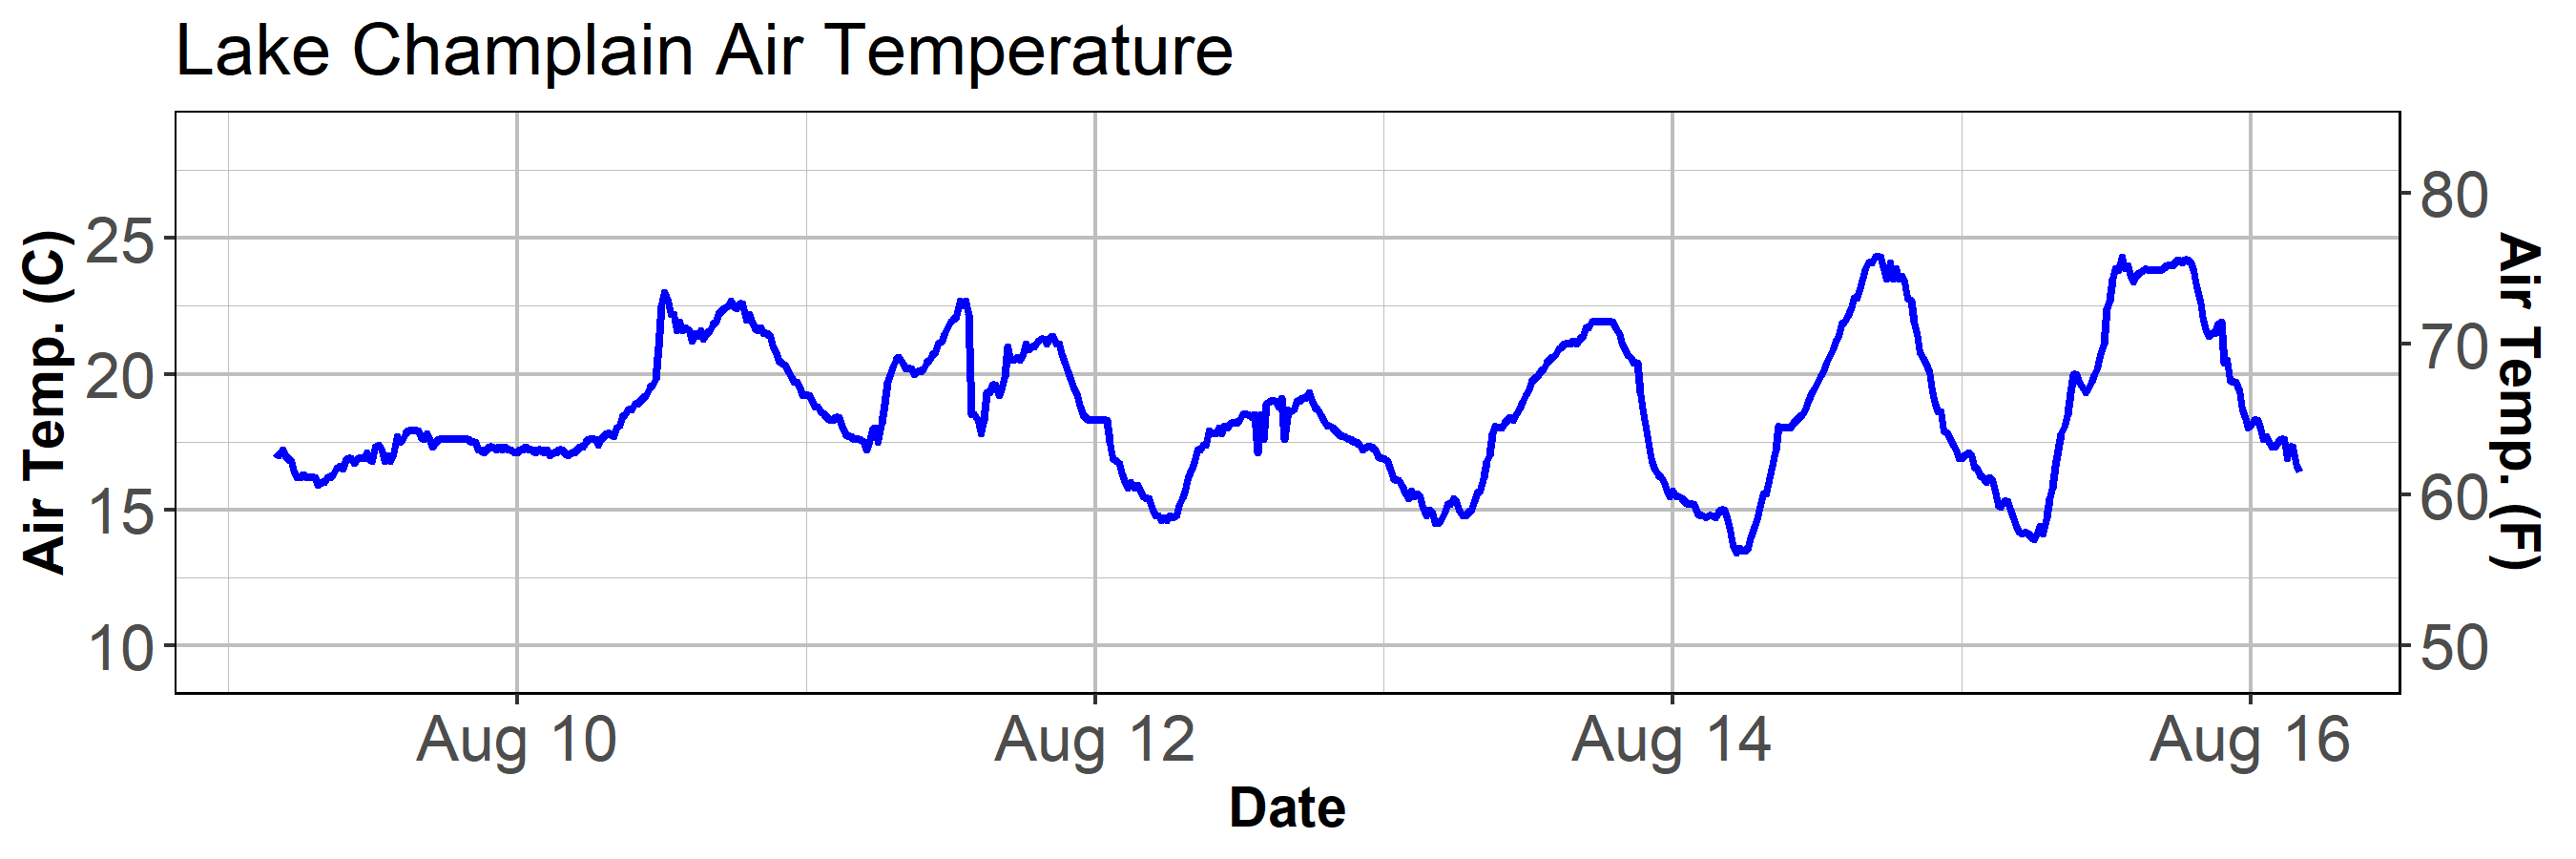 Lake Champlain Air Temperature
Air Temp. (C)
25
20
15
10
80
70
60
50
Air Temp. (F)
Aug 10 Aug 12 Aug 14 Aug 16
Date